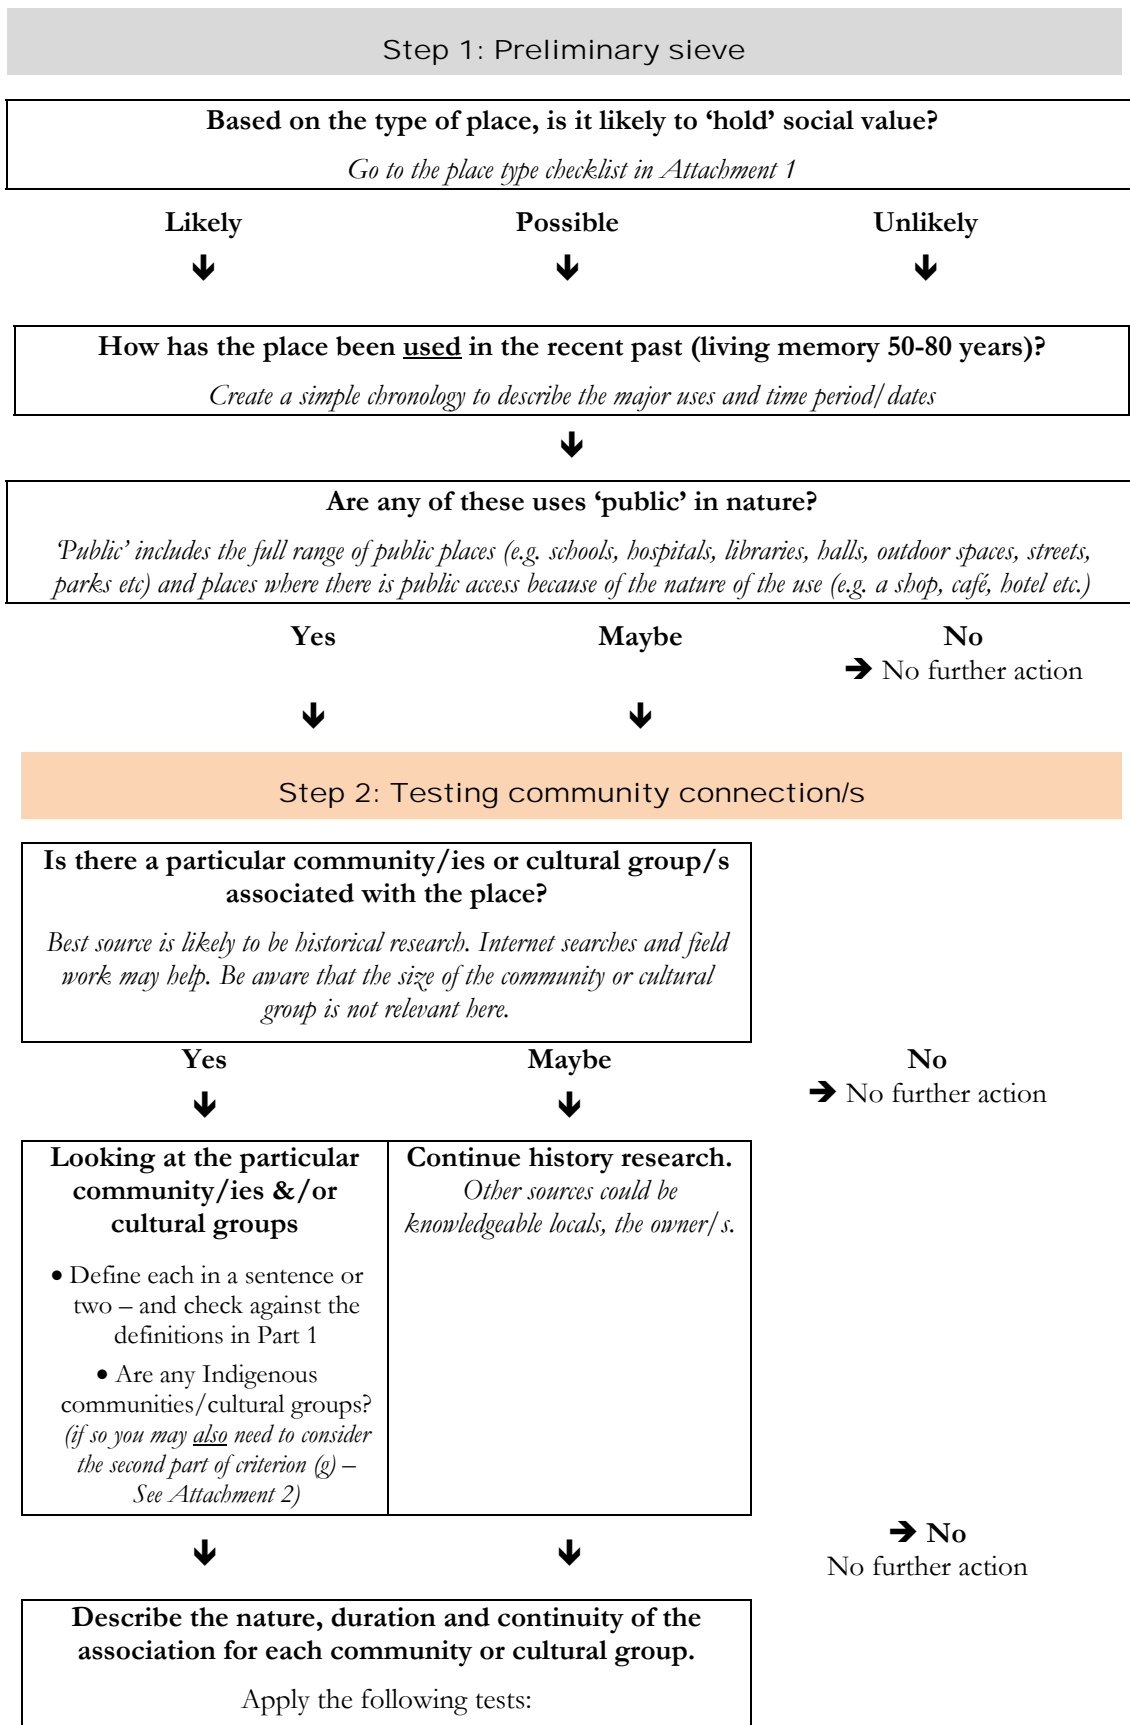 Step 1: Preliminary sieve
Based on the type of place, is it likely to ‘hold’ social value?
Go to the place type checklist in Attachment 1
Likely Possible Unlikely
How has the place been used in the recent past (living memory 50-80 years)?
Create a simple chronology to describe the major uses and time period/dates
Are any of these uses ‘public’ in nature?
‘Public’ includes the full range of public places (e.g. schools, hospitals, libraries, halls, outdoor spaces, streets,
parks etc) and places where there is public access because of the nature of the use (e.g. a shop, café, hotel etc.)
Yes Maybe No
➔ No further action
Step 2: Testing community connection/s
Is there a particular community/ies or cultural group/s
associated with the place?
Best source is likely to be historical research. Internet searches and field
work may help. Be aware that the size of the community or cultural
group is not relevant here.
Yes Maybe No
➔ No further action
Looking at the particular
community/ies &/or
cultural groups
• Define each in a sentence or
two – and check against the
definitions in Part 1
• Are any Indigenous
communities/cultural groups?
(if so you may also need to consider
the second part of criterion (g) –
See Attachment 2)
Continue history research.
Other sources could be
knowledgeable locals, the owner/s.
➔ No
No further action
Describe the nature, duration and continuity of the
association for each community or cultural group.
Apply the following tests: